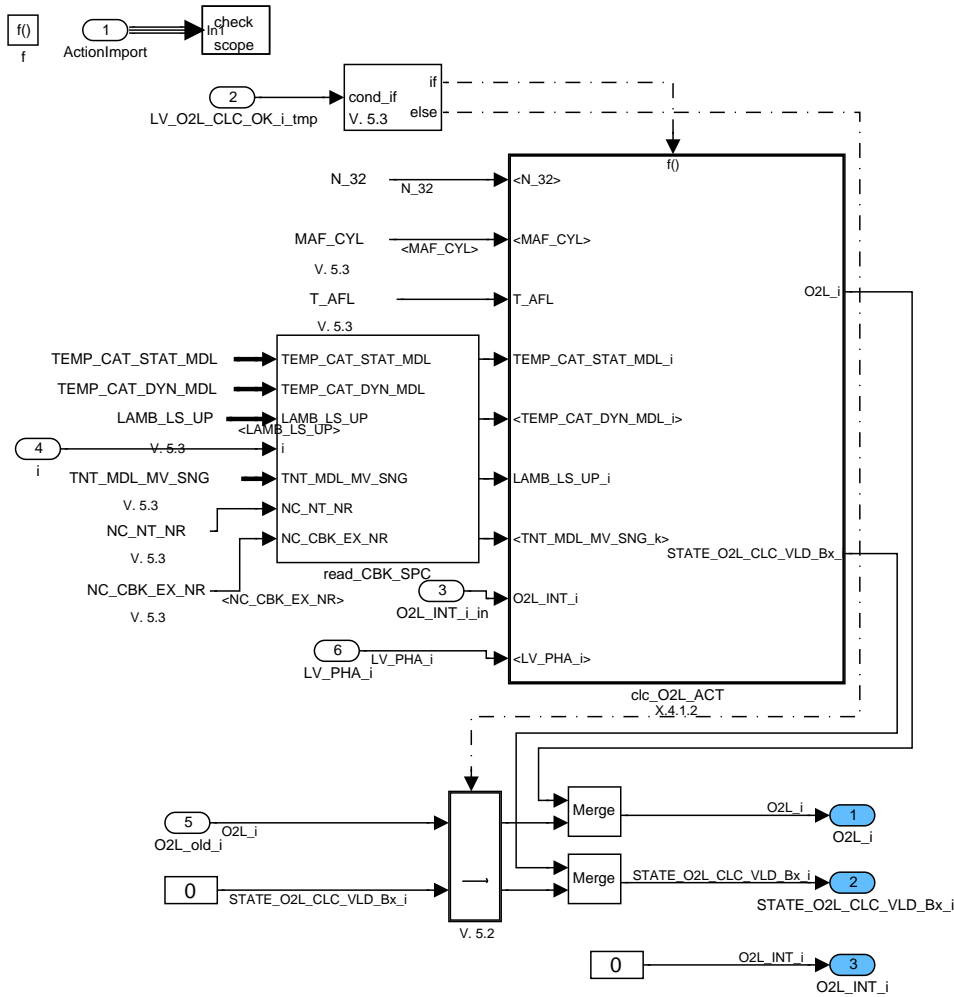 f()
f
1
ActionImport
In1
check
scope
2
LV_O2L_CLC_OK_i_tmp
cond_if
if
else
V. 5.3
f()
N_32
N_32
<N_32>
MAF_CYL
<MAF_CYL>
<MAF_CYL>
V. 5.3
T_AFL
T_AFL
V. 5.3
O2L_i
TEMP_CAT_STAT_MDL
TEMP_CAT_STAT_MDL
TEMP_CAT_STAT_MDL_i
TEMP_CAT_DYN_MDL
TEMP_CAT_DYN_MDL
<TEMP_CAT_DYN_MDL_i>
LAMB_LS_UP
LAMB_LS_UP
<LAMB_LS_UP>
V. 5.3
4
i
i
TNT_MDL_MV_SNG
TNT_MDL_MV_SNG
LAMB_LS_UP_i
V. 5.3
NC_NT_NR
NC_NT_NR
V. 5.3
NC_CBK_EX_NR
<TNT_MDL_MV_SNG_k>
STATE_O2L_CLC_VLD_Bx_
read_CBK_SPC
NC_CBK_EX_NR
<NC_CBK_EX_NR>
V. 5.3
3
O2L_INT_i_in
O2L_INT_i
6
LV_PHA_i
LV_PHA_i
<LV_PHA_i>
clc_O2L_ACT
X.4.1.2
5
O2L_old_i
O2L_i
Merge
O2L_i
1
O2L_i
0
STATE_O2L_CLC_VLD_Bx_i
Merge
STATE_O2L_CLC_VLD_Bx_i
2
STATE_O2L_CLC_VLD_Bx_i
V. 5.2
0
O2L_INT_i
3
O2L_INT_i